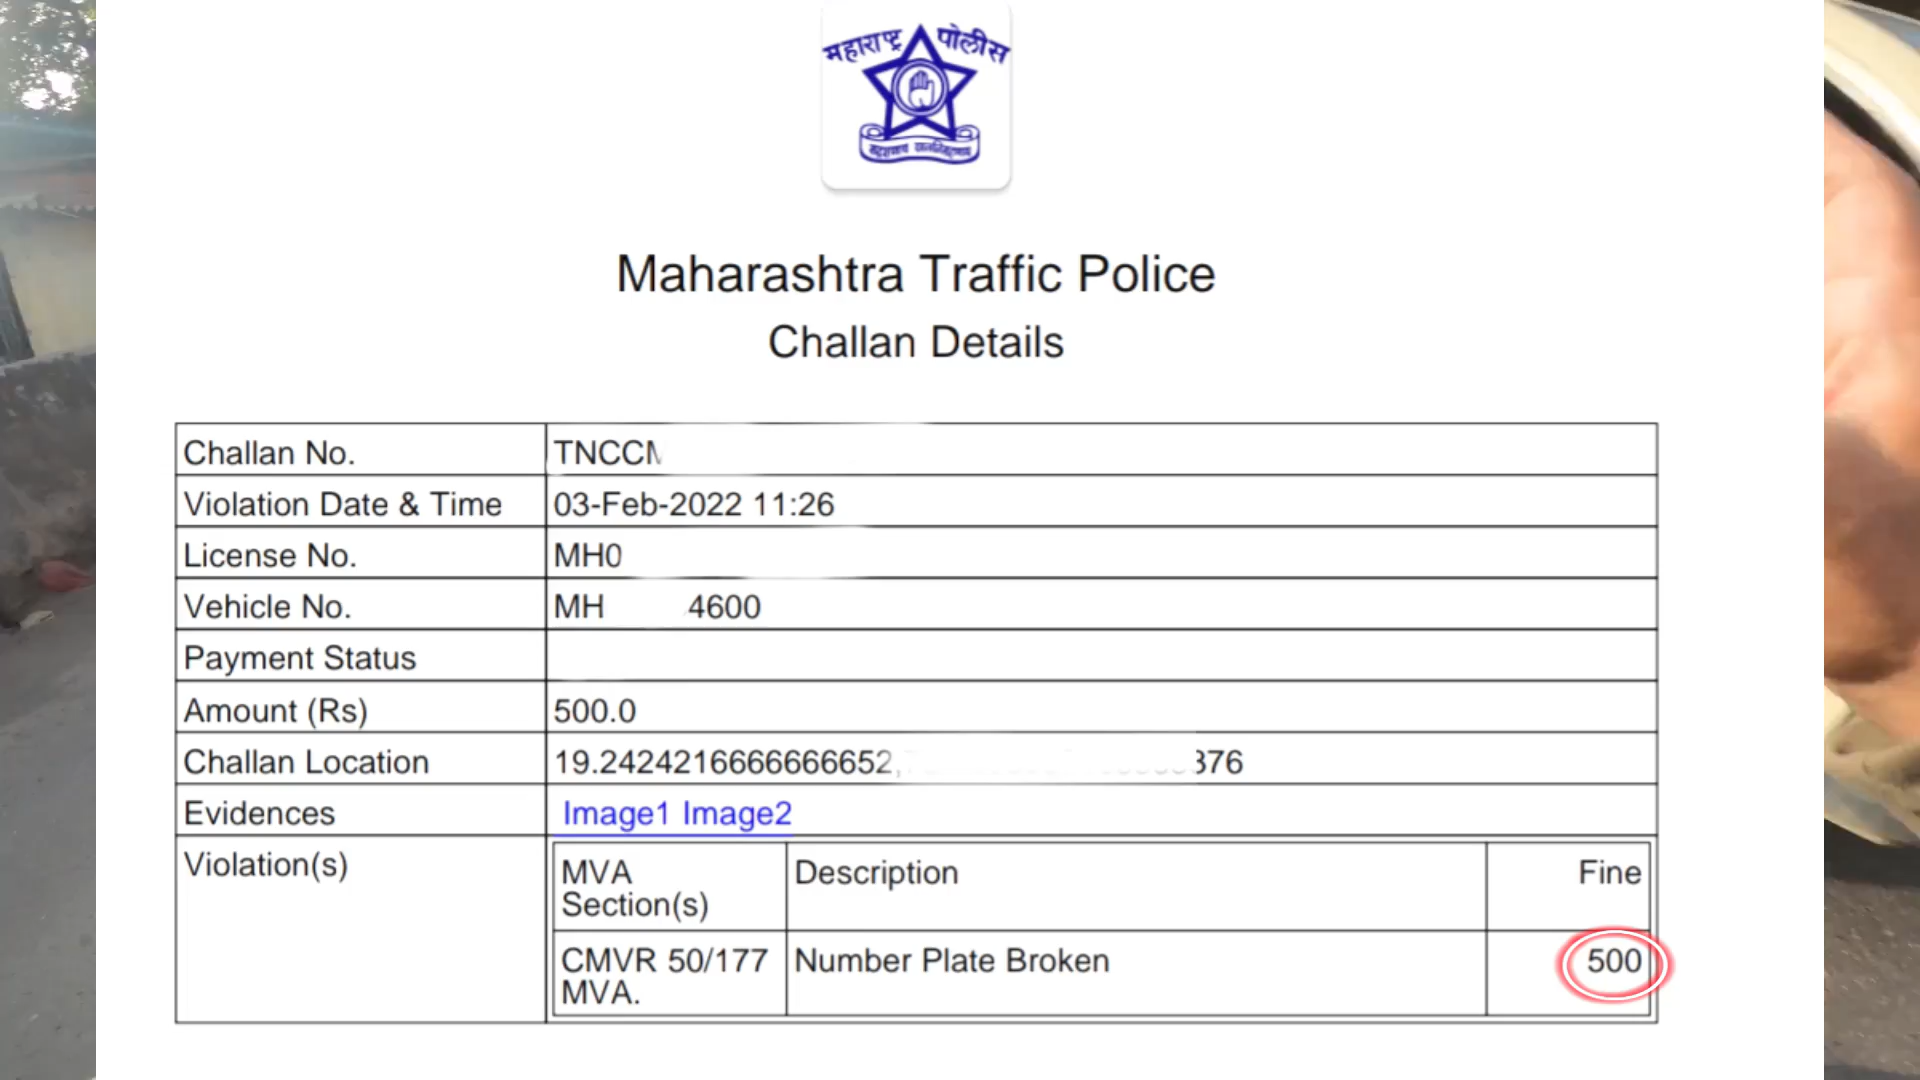 महाराष्ट्र पोलीस
Maharashtra Traffic Police
Challan Details
Challan No. TNCCM
Violation Date & Time 03-Feb-2022 11:26
License No. MH0
Vehicle No. MH 4600
Payment Status
Amount (Rs) 500.0
Challan Location 19.2424216666666652, 376
Evidences Image1 Image2
Violation(s) MVA Section(s) Description Fine
CMVR 50/177 MVA. Number Plate Broken 500